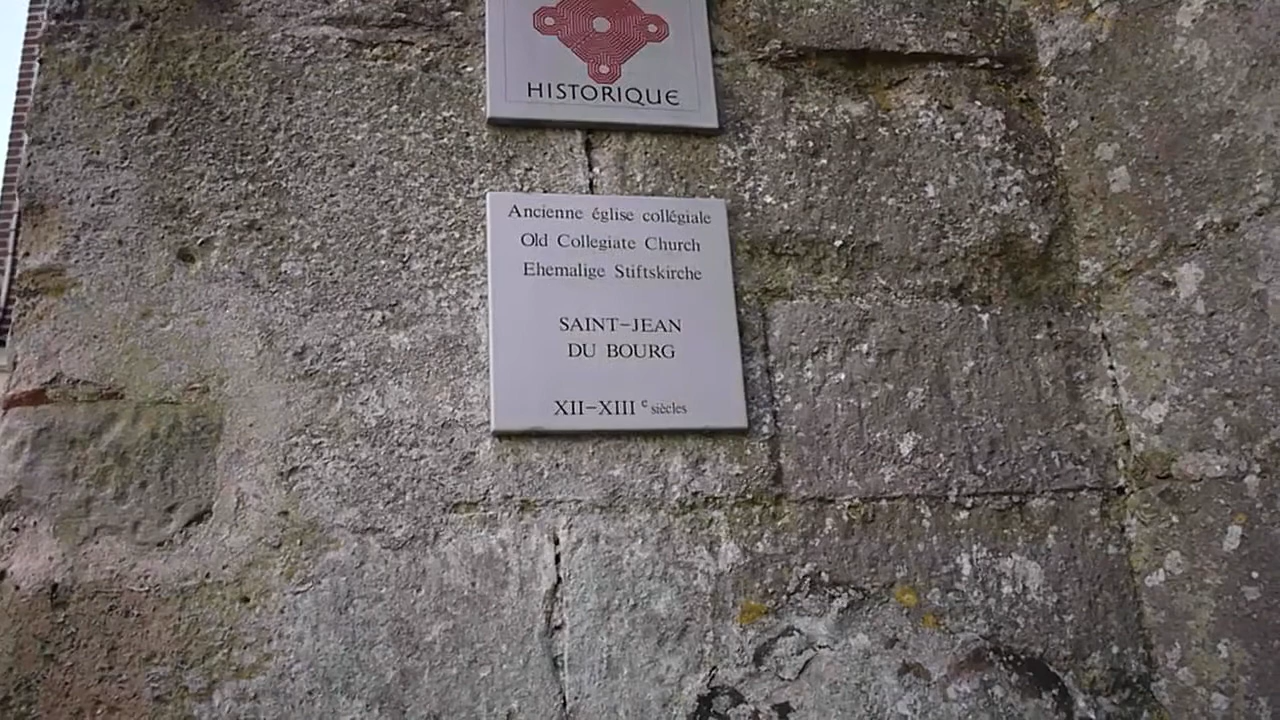 HISTORIQUE
Ancienne église collégiale
Old Collegiate Church
Ehemalige Stiftskirche
SAINT-JEAN
DU BOURG
XII-XIII e siècles